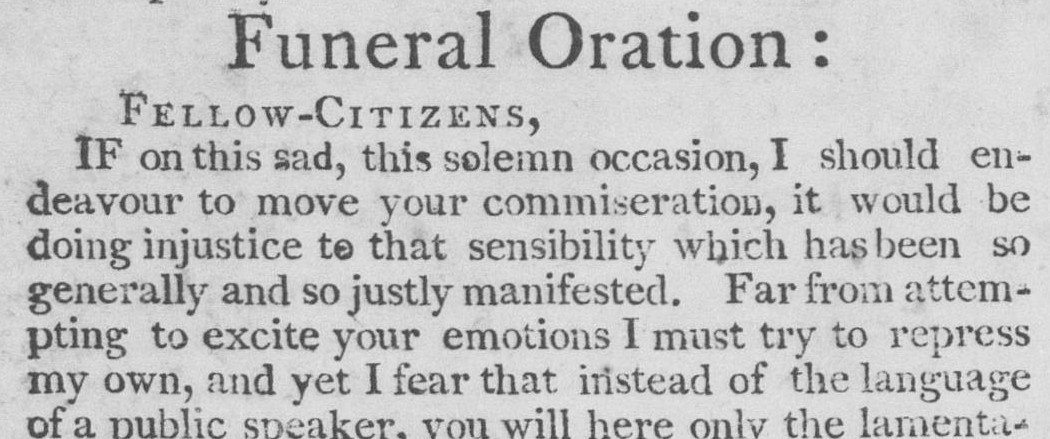 Funeral Oration:
FELLOW-CITIZENS,
IF on this sad, this solemn occasion, I should en-
deavour to move your commiseration, it would be
doing injustice to that sensibility which has been so
generally and so justly manifested. Far from attem-
pting to excite your emotions I must try to repress
my own, and yet I fear that instead of the language
of a public speaker, you will here only the lamenta-